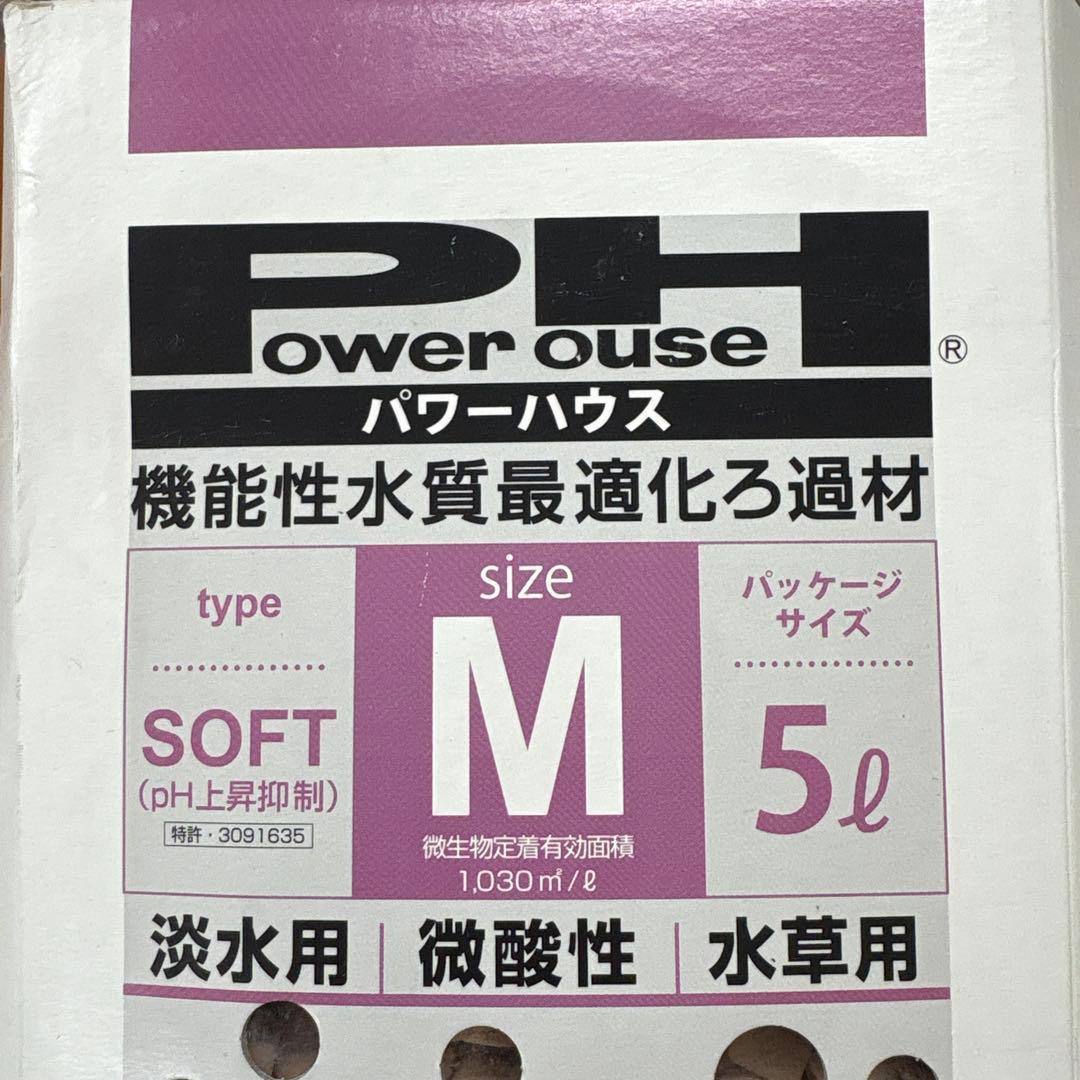 Power House®
パワーハウス
機能性水質最適化ろ過材
type
SOFT
(pH上昇抑制)
特許・3091635
size
M
微生物定着有効面積
1,030㎡/ℓ
パッケージ
サイズ
5ℓ
淡水用 | 微酸性 | 水草用